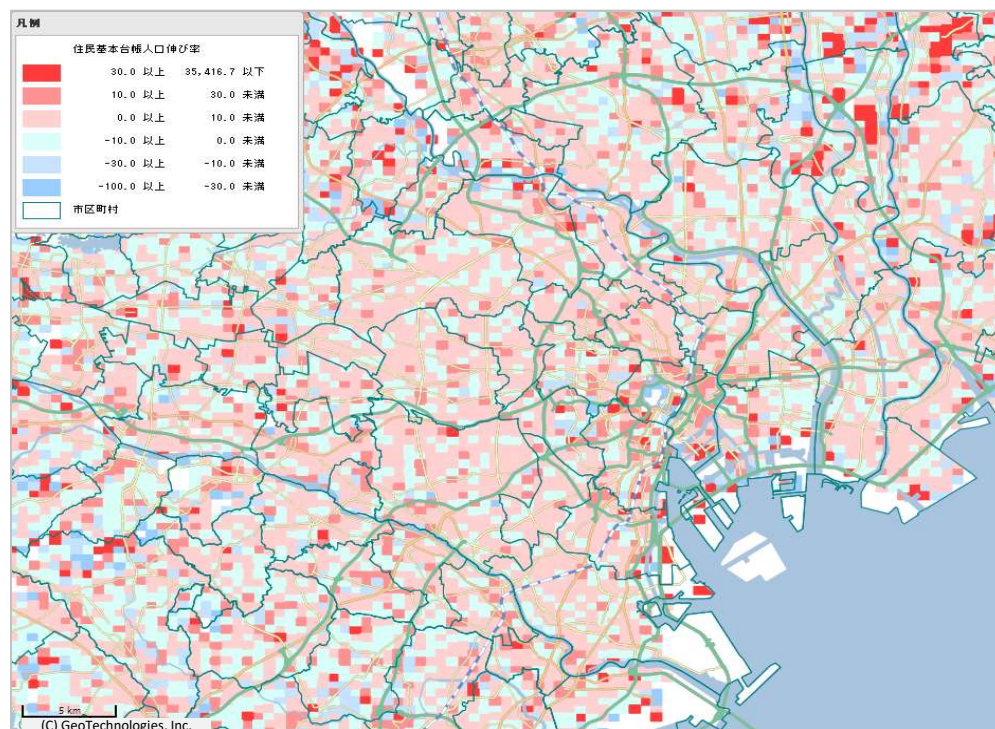 凡例
住民基本台帳人口伸び率
30.0 以上 35,416.7 以下
10.0 以上 30.0 未満
0.0 以上 10.0 未満
-10.0 以上 0.0 未満
-30.0 以上 -10.0 未満
-100.0 以上 -30.0 未満
市区町村
5 km
(C) GeoTechnologies, Inc.